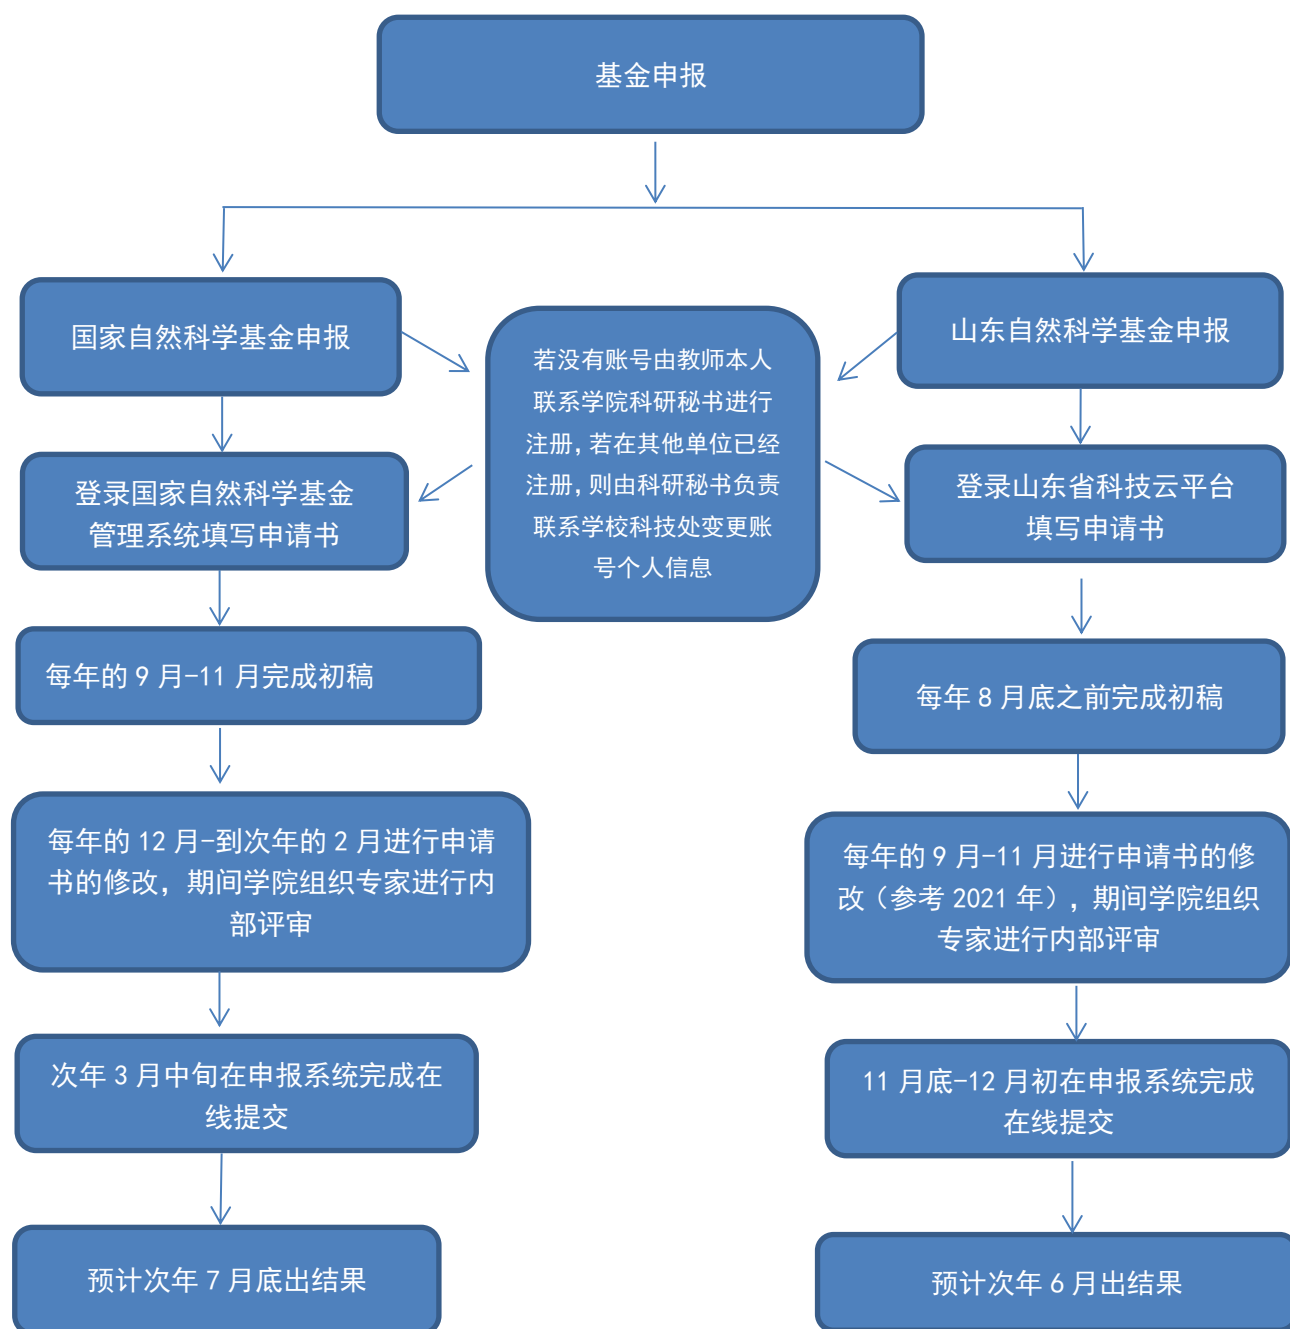 基金申报
国家自然科学基金申报
山东自然科学基金申报
若没有账号由教师本人
联系学院科研秘书进行
注册，若在其他单位已经
注册，则由科研秘书负责
联系学校科技处变更账
号个人信息
登录国家自然科学基金
管理系统填写申请书
登录山东省科技云平台
填写申请书
每年的 9 月-11 月完成初稿
每年 8 月底之前完成初稿
每年的 12 月-到次年的 2 月进行申请
书的修改，期间学院组织专家进行内
部评审
每年的 9 月-11 月进行申请书的修
改（参考 2021 年），期间学院组织
专家进行内部评审
次年 3 月中旬在申报系统完成在
线提交
11 月底-12 月初在申报系统完成
在线提交
预计次年 7 月底出结果
预计次年 6 月出结果